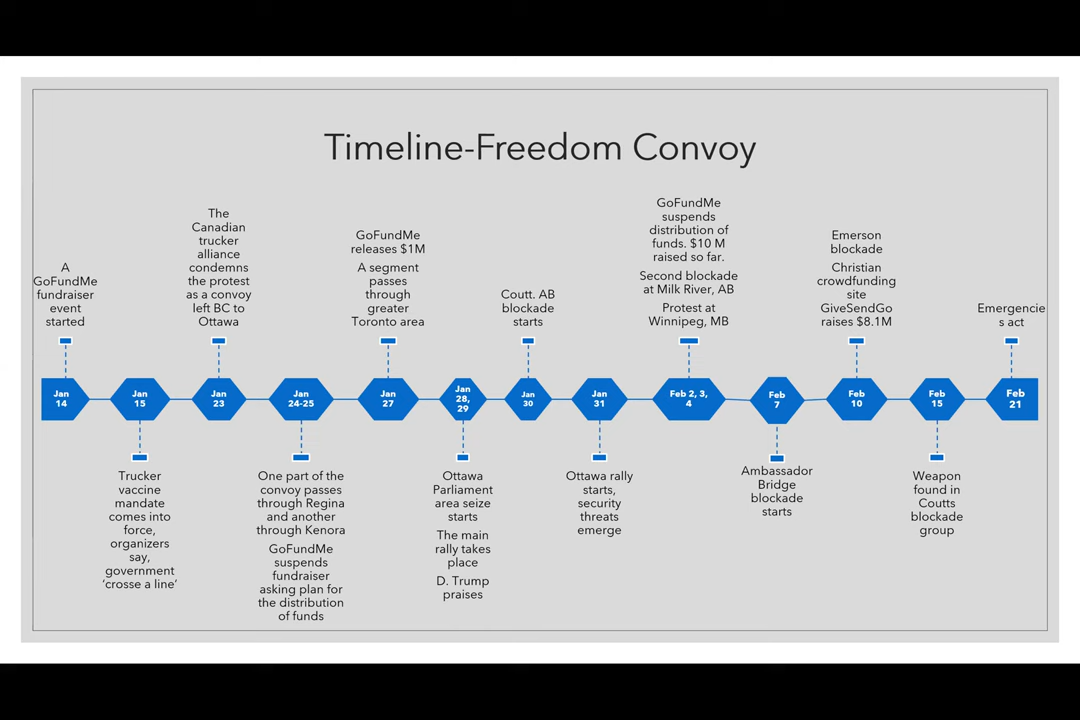 Timeline-Freedom Convoy
A
GoFundMe
fundraiser
event
started
The
Canadian
trucker
alliance
condemns
the protest
as a convoy
left BC to
Ottawa
GoFundMe
releases $1M
A segment
passes
through
greater
Toronto area
Coutt. AB
blockade
starts
GoFundMe
suspends
distribution of
funds. $10 M
raised so far.
Second blockade
at Milk River, AB
Protest at
Winnipeg, MB
Emerson
blockade
Christian
crowdfunding
site
GiveSendGo
raises $8.1M
Emergencie
s act
Jan
14
Jan
15
Jan
23
Jan
24-25
Jan
27
Jan
28,
29
Jan
30
Jan
31
Feb 2, 3,
4
Feb
7
Feb
10
Feb
15
Feb
21
Trucker
vaccine
mandate
comes into
force,
organizers
say,
government
‘crosse a line’
One part of the
convoy passes
through Regina
and another
through Kenora
GoFundMe
suspends
fundraiser
asking plan for
the distribution
of funds
Ottawa
Parliament
area seize
starts
The main
rally takes
place
D. Trump
praises
Ottawa rally
starts,
security
threats
emerge
Ambassador
Bridge
blockade
starts
Weapon
found in
Coutts
blockade
group